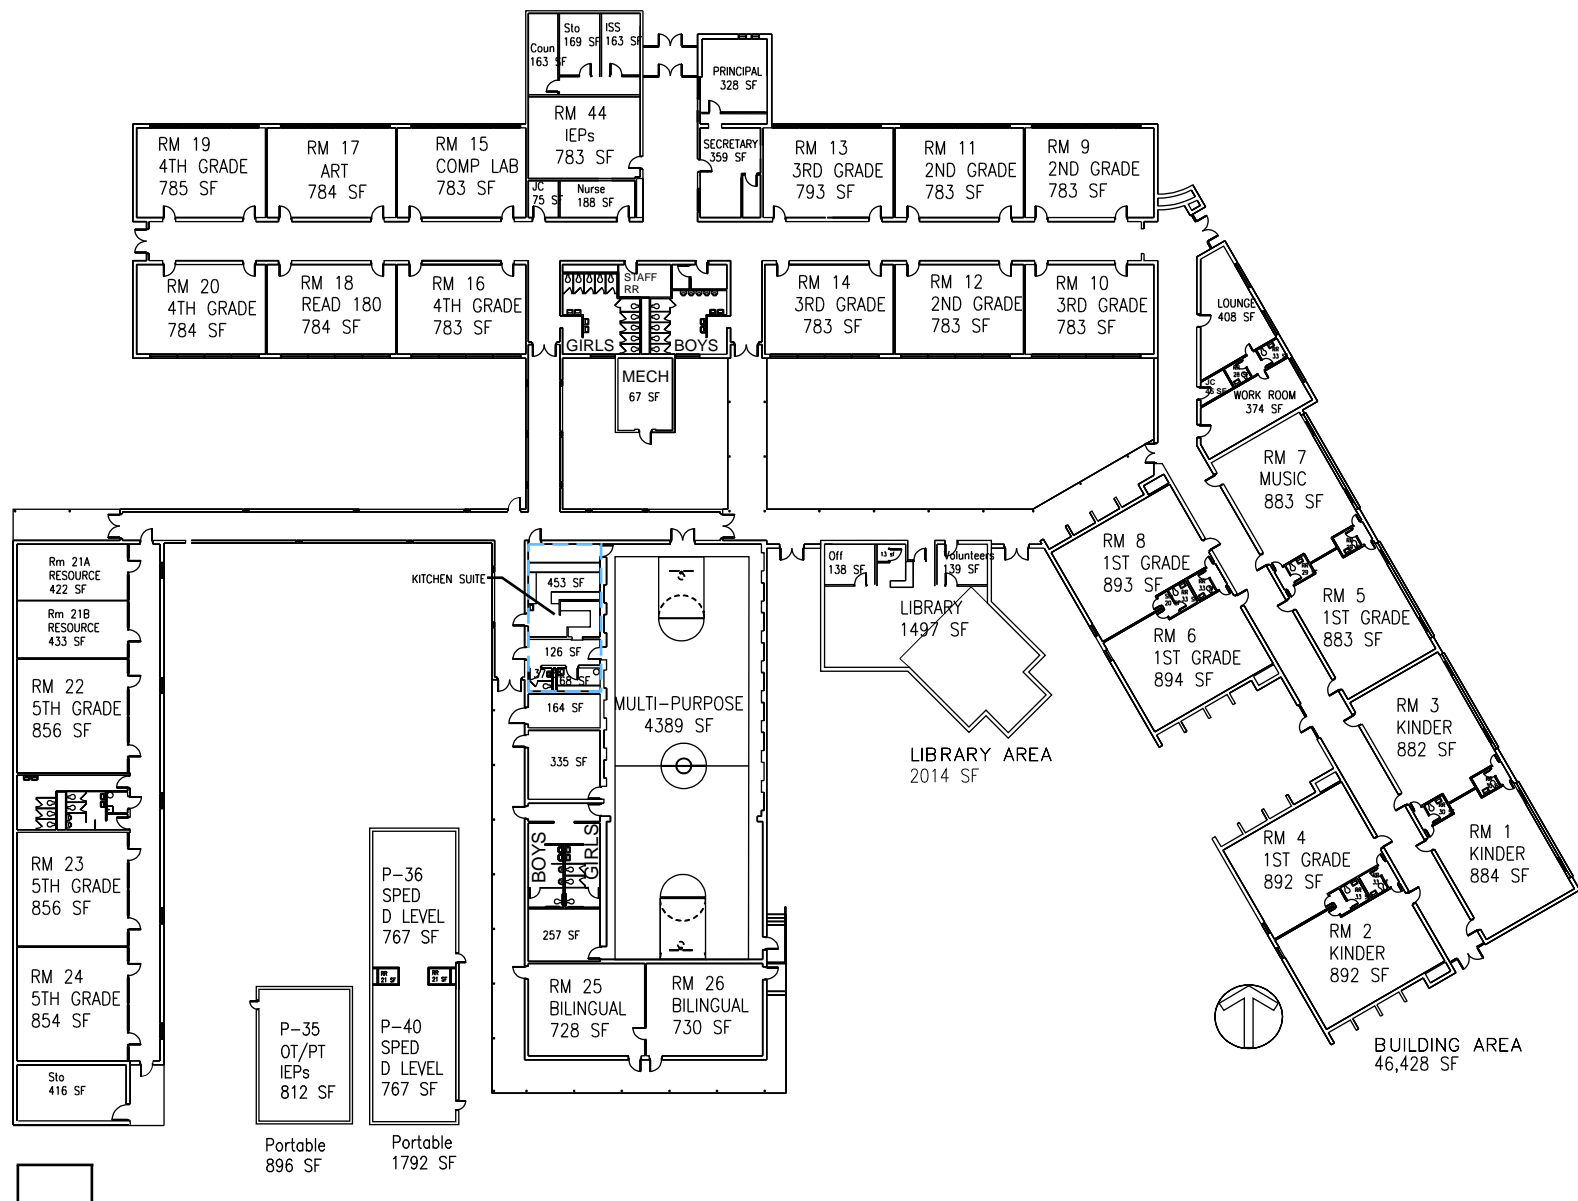 Coun
163 SF
Sto
169 SF
ISS
163 SF
PRINCIPAL
328 SF
RM 19
4TH GRADE
785 SF
RM 17
ART
784 SF
RM 15
COMP LAB
783 SF
RM 44
IEPs
783 SF
JC
75 SF
Nurse
188 SF
SECRETARY
359 SF
RM 13
3RD GRADE
793 SF
RM 11
2ND GRADE
783 SF
RM 9
2ND GRADE
783 SF
RM 20
4TH GRADE
784 SF
RM 18
READ 180
784 SF
RM 16
4TH GRADE
783 SF
STAFF
RR
GIRLS
BOYS
MECH
67 SF
RM 14
3RD GRADE
783 SF
RM 12
2ND GRADE
783 SF
RM 10
3RD GRADE
783 SF
LOUNGE
408 SF
JC
WORK ROOM
374 SF
RM 7
MUSIC
883 SF
RM 8
1ST GRADE
893 SF
RM 5
1ST GRADE
883 SF
RM 6
1ST GRADE
894 SF
RM 3
KINDER
882 SF
RM 4
1ST GRADE
892 SF
RM 1
KINDER
884 SF
RM 2
KINDER
892 SF
Off
138 SF
13 SF
Volunteers
139 SF
LIBRARY
1497 SF
LIBRARY AREA
2014 SF
KITCHEN SUITE
453 SF
126 SF
37
68 SF
164 SF
335 SF
MULTI-PURPOSE
4389 SF
BOYS
GIRLS
257 SF
RM 25
BILINGUAL
728 SF
RM 26
BILINGUAL
730 SF
Rm 21A
RESOURCE
422 SF
Rm 21B
RESOURCE
433 SF
RM 22
5TH GRADE
856 SF
RM 23
5TH GRADE
856 SF
RM 24
5TH GRADE
854 SF
Sto
416 SF
P-36
SPED
D LEVEL
767 SF
RR
21 SF
RR
21 SF
P-40
SPED
D LEVEL
767 SF
P-35
OT/PT
IEPs
812 SF
Portable
896 SF
Portable
1792 SF
BUILDING AREA
46,428 SF